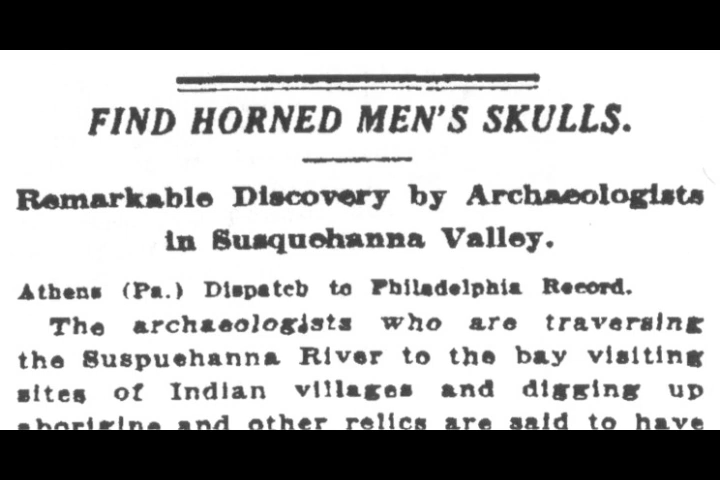 FIND HORNED MEN'S SKULLS.
Remarkable Discovery by Archaeologists
in Susquehanna Valley.
Athens (Pa.) Dispatch to Philadelphia Record.
The archaeologists who are traversing
the Suspuehanna River to the bay visiting
sites of Indian villages and digging up
aborigine and other relics are said to have